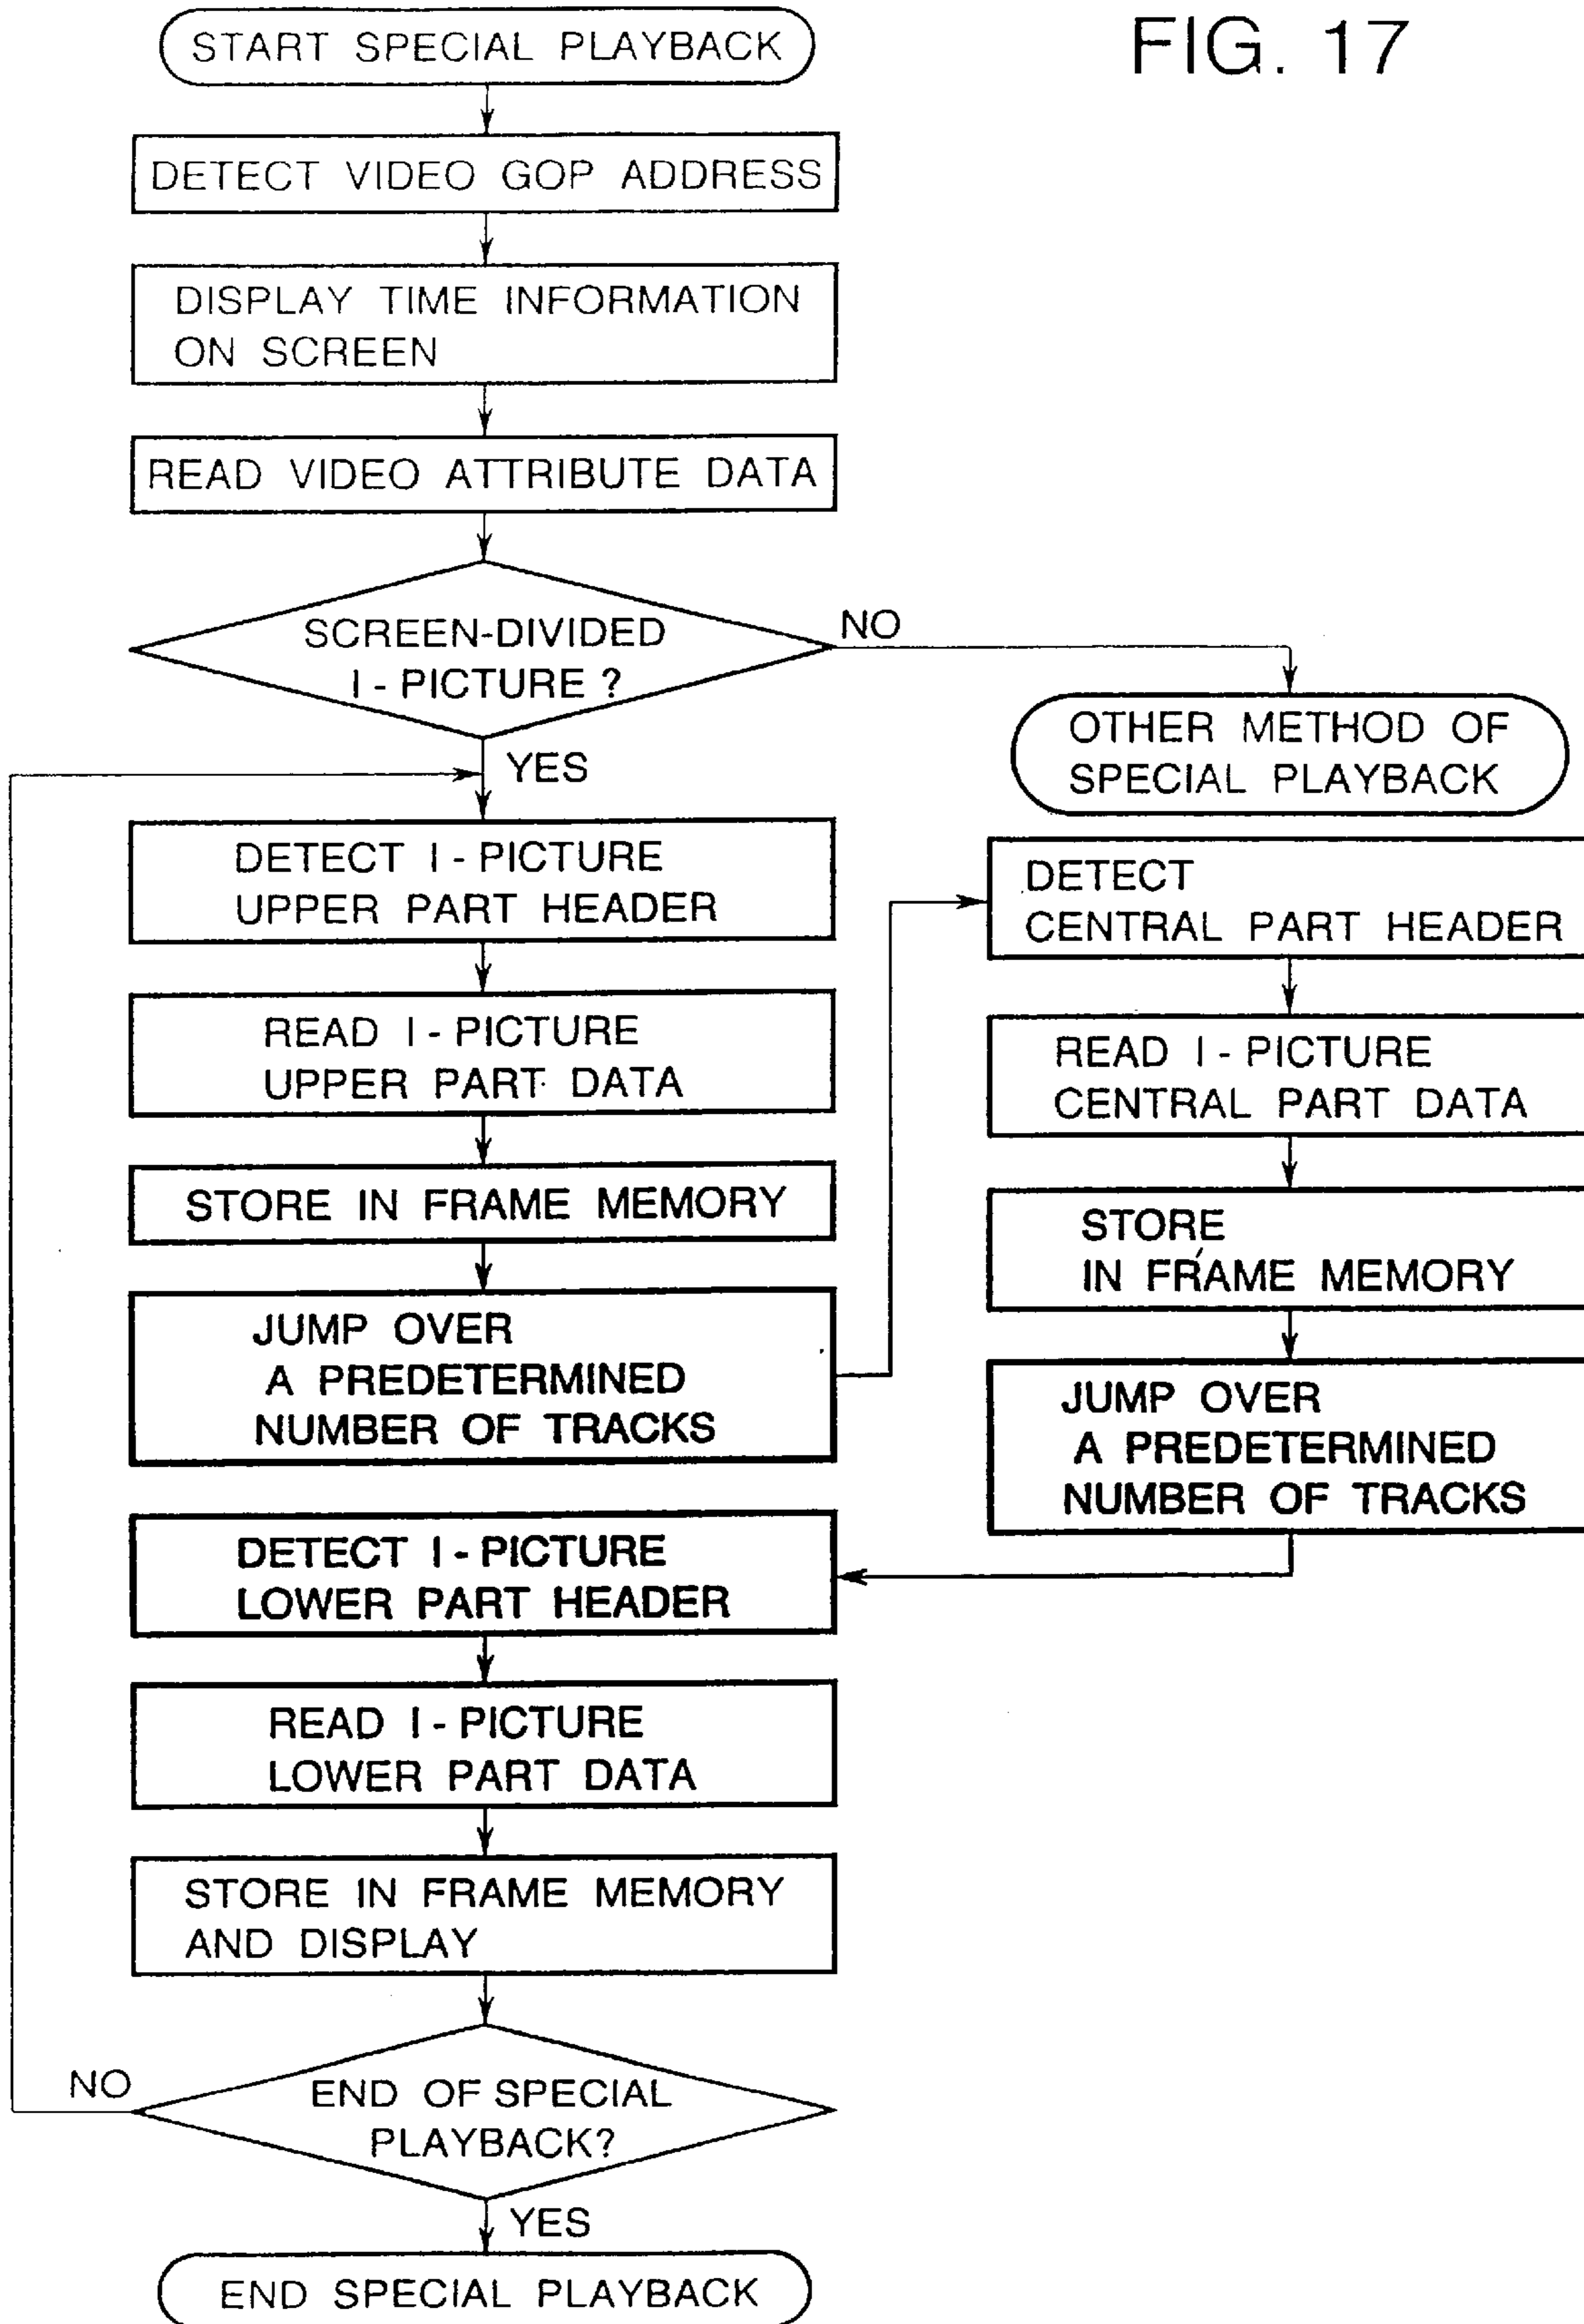 FIG. 17
START SPECIAL PLAYBACK
DETECT VIDEO GOP ADDRESS
DISPLAY TIME INFORMATION
ON SCREEN
READ VIDEO ATTRIBUTE DATA
SCREEN-DIVIDED
I - PICTURE ?
NO
YES
OTHER METHOD OF
SPECIAL PLAYBACK
DETECT I - PICTURE
UPPER PART HEADER
READ I - PICTURE
UPPER PART DATA
STORE IN FRAME MEMORY
JUMP OVER
A PREDETERMINED
NUMBER OF TRACKS
DETECT
CENTRAL PART HEADER
READ I - PICTURE
CENTRAL PART DATA
STORE
IN FRAME MEMORY
JUMP OVER
A PREDETERMINED
NUMBER OF TRACKS
DETECT I - PICTURE
LOWER PART HEADER
READ I - PICTURE
LOWER PART DATA
STORE IN FRAME MEMORY
AND DISPLAY
END OF SPECIAL
PLAYBACK?
NO
YES
END SPECIAL PLAYBACK